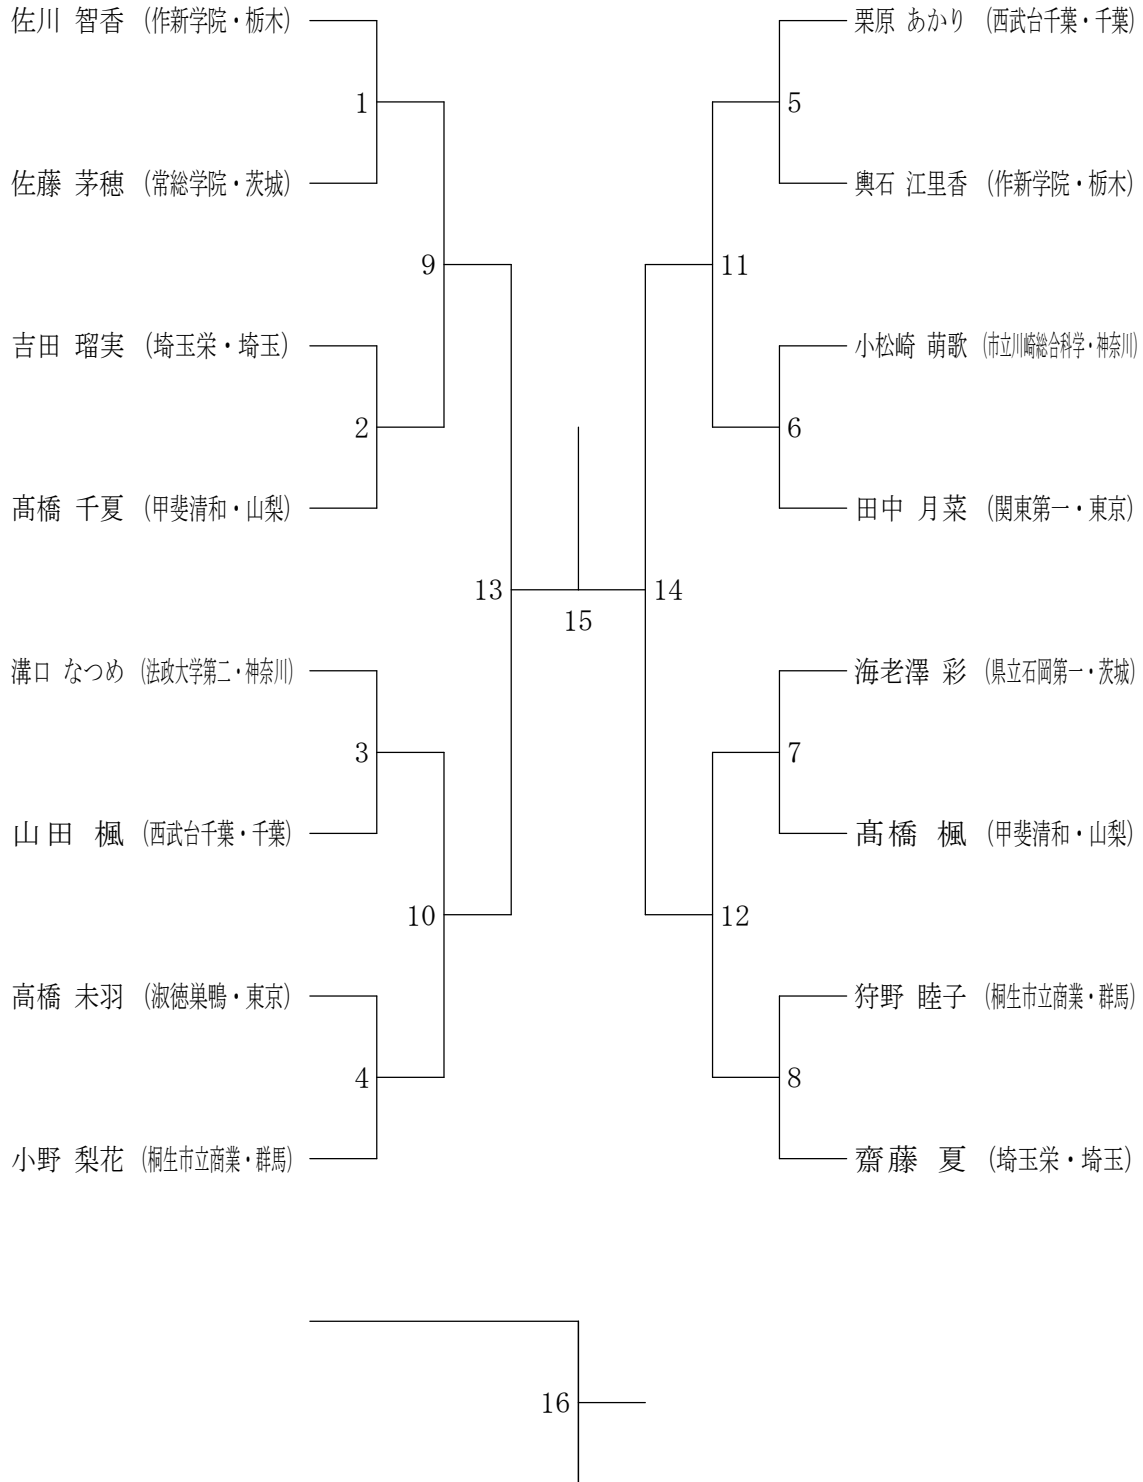 佐川 智香 (作新学院・栃木)
1
佐藤 茅穂 (常総学院・茨城)
9
吉田 瑠実 (埼玉栄・埼玉)
2
髙橋 千夏 (甲斐清和・山梨)
13
溝口 なつめ (法政大学第二・神奈川)
3
山田 楓 (西武台千葉・千葉)
10
高橋 未羽 (淑徳巣鴨・東京)
4
小野 梨花 (桐生市立商業・群馬)
15
栗原 あかり (西武台千葉・千葉)
5
輿石 江里香 (作新学院・栃木)
11
小松崎 萌歌 (市立川崎総合科学・神奈川)
6
田中 月菜 (関東第一・東京)
14
海老澤 彩 (県立石岡第一・茨城)
7
髙橋 楓 (甲斐清和・山梨)
12
狩野 睦子 (桐生市立商業・群馬)
8
齋藤 夏 (埼玉栄・埼玉)
16